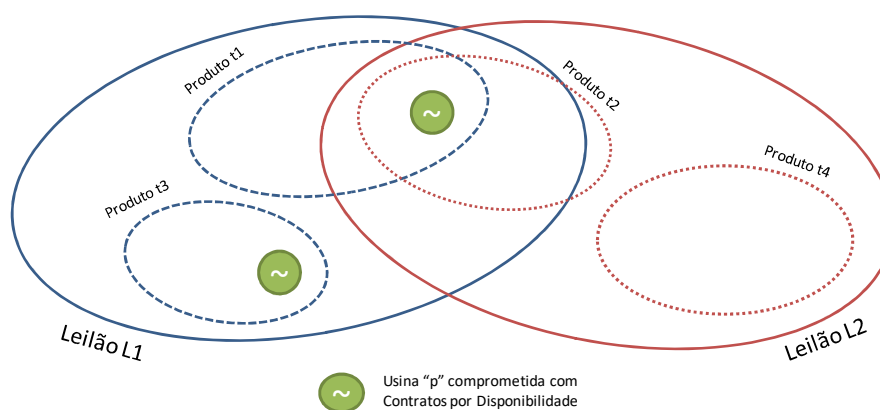 Produto t1
Produto t2
Produto t3
Produto t4
~
~
Leilão L1
Leilão L2
~
Usina “p” comprometida com
Contratos por Disponibilidade